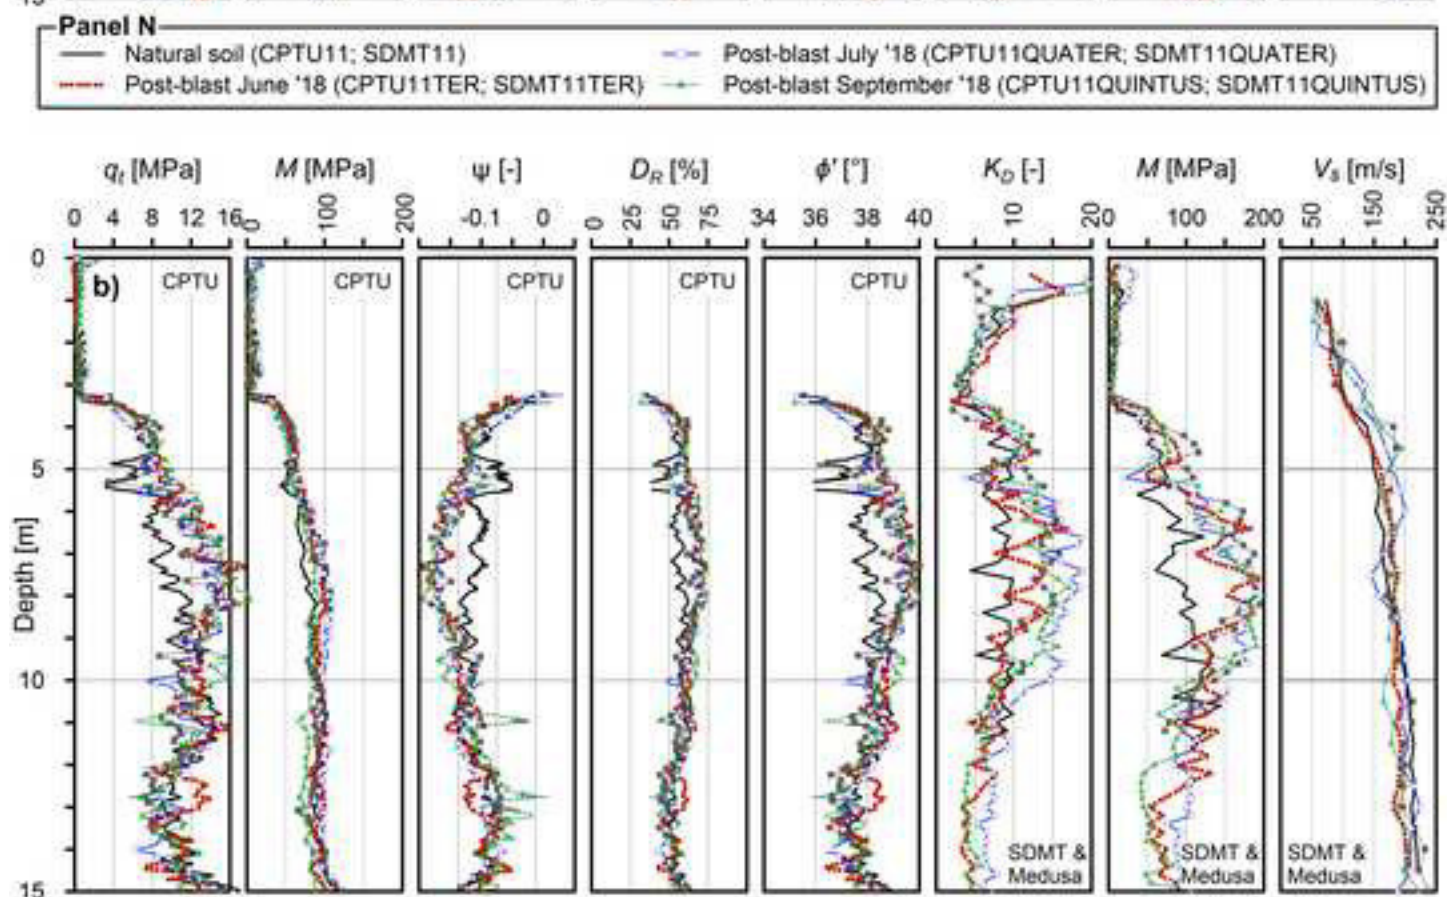 Panel N
Natural soil (CPTU11; SDMT11)
Post-blast July '18 (CPTU11QUATER; SDMT11QUATER)
Post-blast June '18 (CPTU11TER; SDMT11TER)
Post-blast September '18 (CPTU11QUINTUS; SDMT11QUINTUS)
qt [MPa] M [MPa] ψ [-] DR [%] ϕ' [°] KD [-] M [MPa] Vs [m/s]
0 4 8 12 16 0 100 200 -0.1 0 0 25 50 75 34 36 38 40 10 20 0 100 200 50 150 250
0
b) CPTU CPTU CPTU CPTU CPTU
5
Depth [m]
10
SDMT & Medusa SDMT & Medusa SDMT & Medusa
15